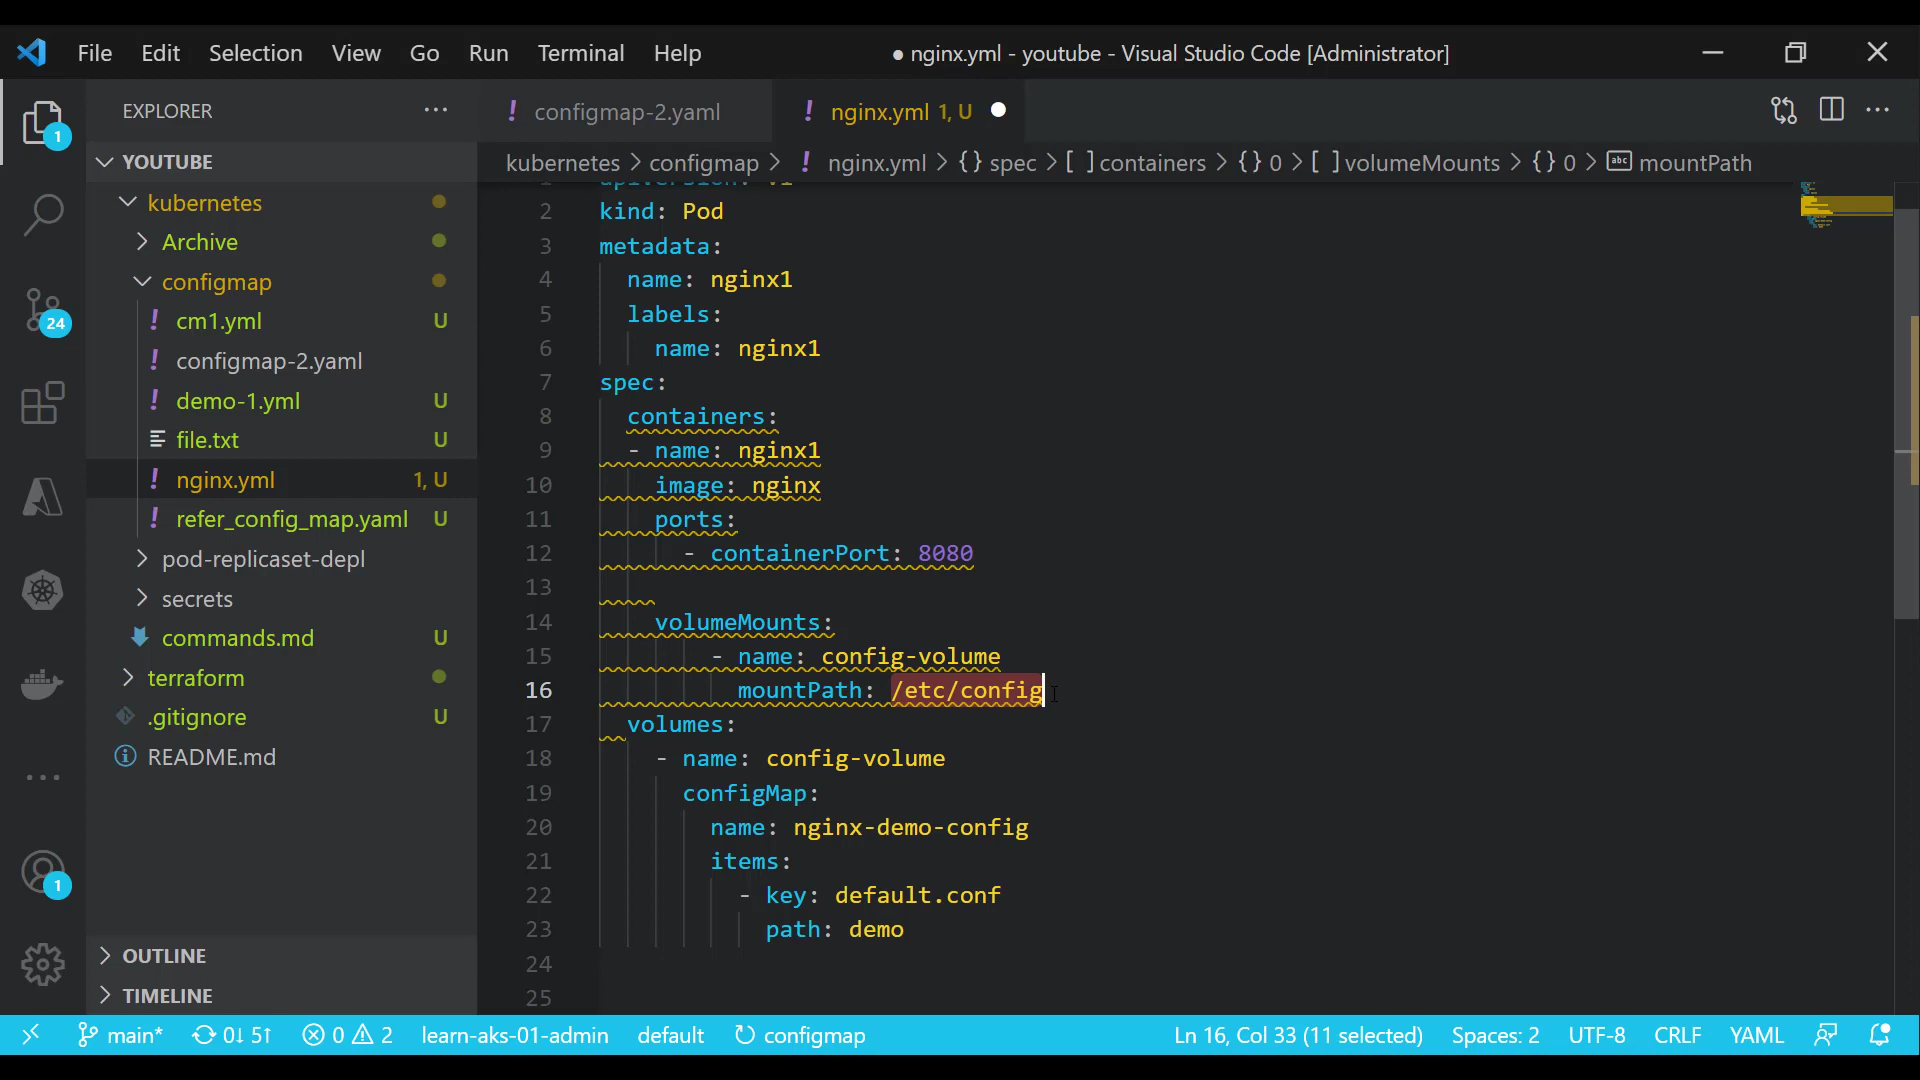 File Edit Selection View Go Run Terminal Help
● nginx.yml - youtube - Visual Studio Code [Administrator]
EXPLORER ...
! configmap-2.yaml
! nginx.yml 1, U ●
YOUTUBE
kubernetes > configmap > ! nginx.yml > {} spec > [ ] containers > {} 0 > [ ] volumeMounts > {} 0 > abc mountPath
kubernetes
Archive
configmap
! cm1.yml U
! configmap-2.yaml
! demo-1.yml U
file.txt U
! nginx.yml 1, U
! refer_config_map.yaml U
pod-replicaset-depl
secrets
commands.md U
terraform
.gitignore U
README.md
OUTLINE
TIMELINE
1
24
1
2 kind: Pod
3 metadata:
4 name: nginx1
5 labels:
6 name: nginx1
7 spec:
8 containers:
9 - name: nginx1
10 image: nginx
11 ports:
12 - containerPort: 8080
13
14 volumeMounts:
15 - name: config-volume
16 mountPath: /etc/config
17 volumes:
18 - name: config-volume
19 configMap:
20 name: nginx-demo-config
21 items:
22 - key: default.conf
23 path: demo
24
25
main* 0↓ 5↑ 0 2 learn-aks-01-admin default configmap Ln 16, Col 33 (11 selected) Spaces: 2 UTF-8 CRLF YAML